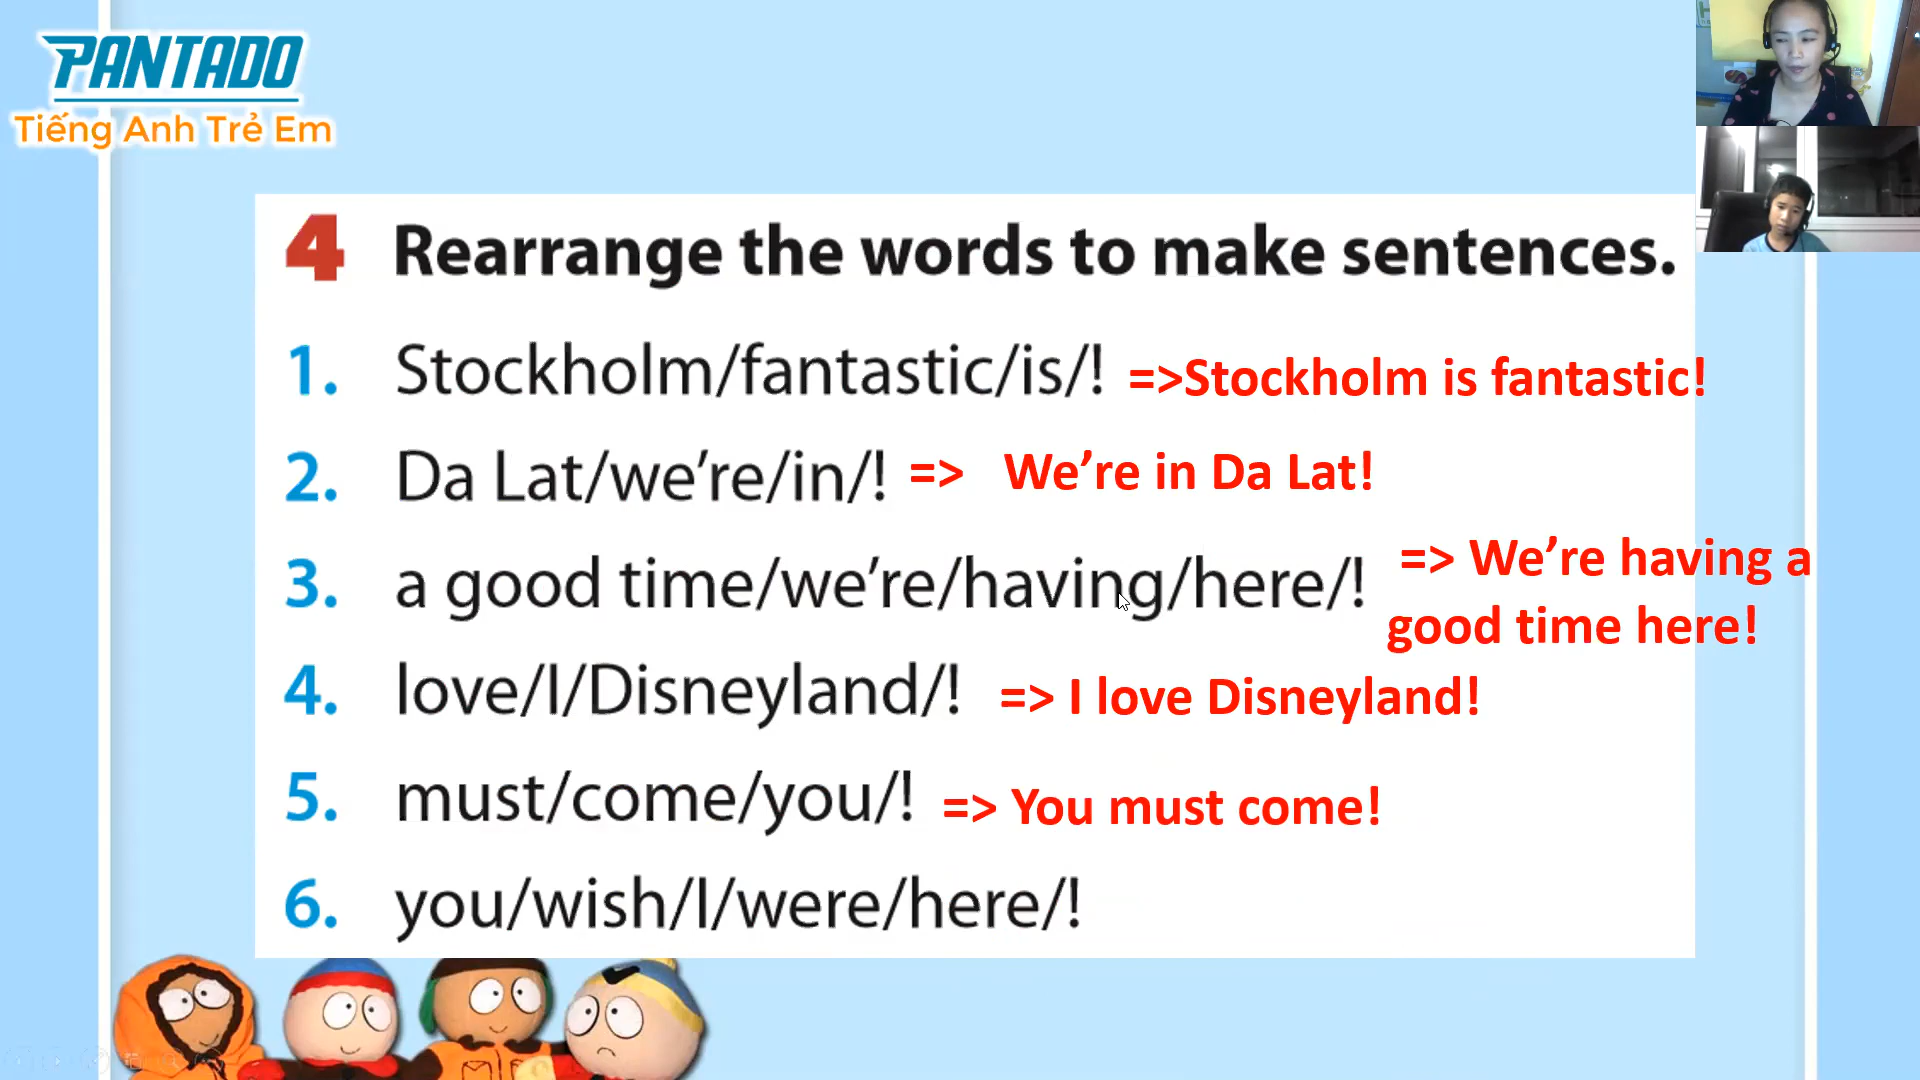 PANTADO
Tiếng Anh Trẻ Em
4 Rearrange the words to make sentences.
1. Stockholm/fantastic/is/! =>Stockholm is fantastic!
2. Da Lat/we're/in/! => We're in Da Lat!
3. a good time/we're/having/here/! => We're having a
good time here!
4. love/I/Disneyland/! => I love Disneyland!
5. must/come/you/! => You must come!
6. you/wish/I/were/here/!